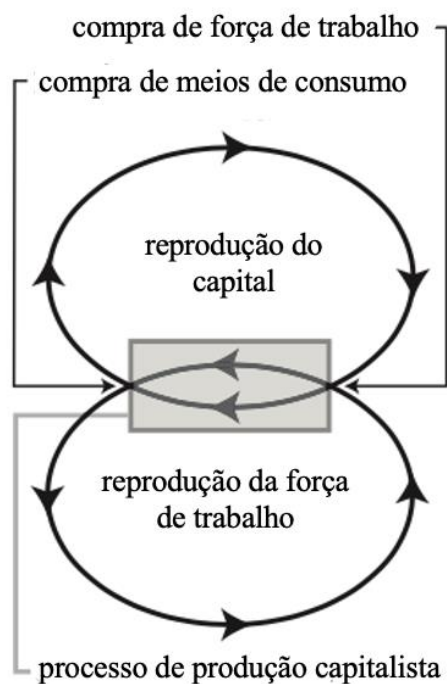 compra de força de trabalho
compra de meios de consumo
reprodução do
capital
reprodução da força
de trabalho
processo de produção capitalista